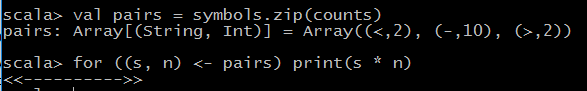 scala> val pairs = symbols.zip(counts)
pairs: Array[(String, Int)] = Array((<,2), (-,10), (>,2))
scala> for ((s, n) <- pairs) print(s * n)
<<---------->>